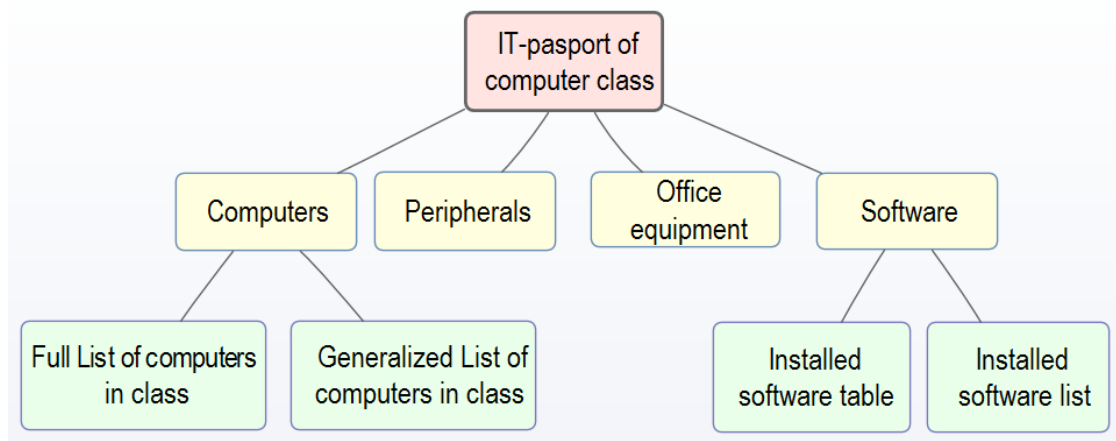 IT-pasport of
computer class
Computers
Peripherals
Office
equipment
Software
Full List of computers
in class
Generalized List of
computers in class
Installed
software table
Installed
software list